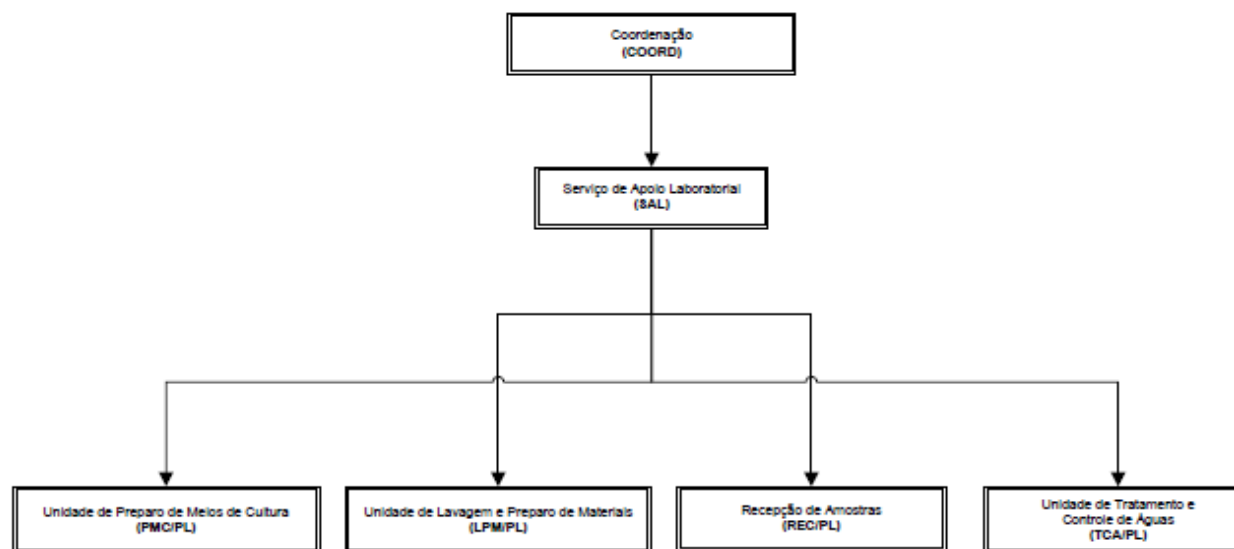 Coordenação
(COORD)
Serviço de Apoio Laboratorial
(SAL)
Unidade de Preparo de Meios de Cultura
(PMC/PL)
Unidade de Lavagem e Preparo de Materiais
(LPM/PL)
Recepção de Amostras
(REC/PL)
Unidade de Tratamento e
Controle de Águas
(TCA/PL)